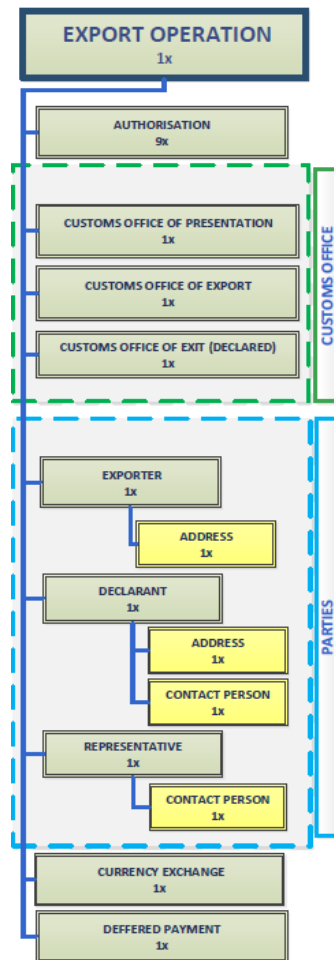 EXPORT OPERATION
1x
AUTHORISATION
9x
CUSTOMS OFFICE OF PRESENTATION
1x
CUSTOMS OFFICE OF EXPORT
1x
CUSTOMS OFFICE OF EXIT (DECLARED)
1x
CUSTOMS OFFICE
EXPORTER
1x
ADDRESS
1x
DECLARANT
1x
ADDRESS
1x
CONTACT PERSON
1x
REPRESENTATIVE
1x
CONTACT PERSON
1x
PARTIES
CURRENCY EXCHANGE
1x
DEFFERED PAYMENT
1x